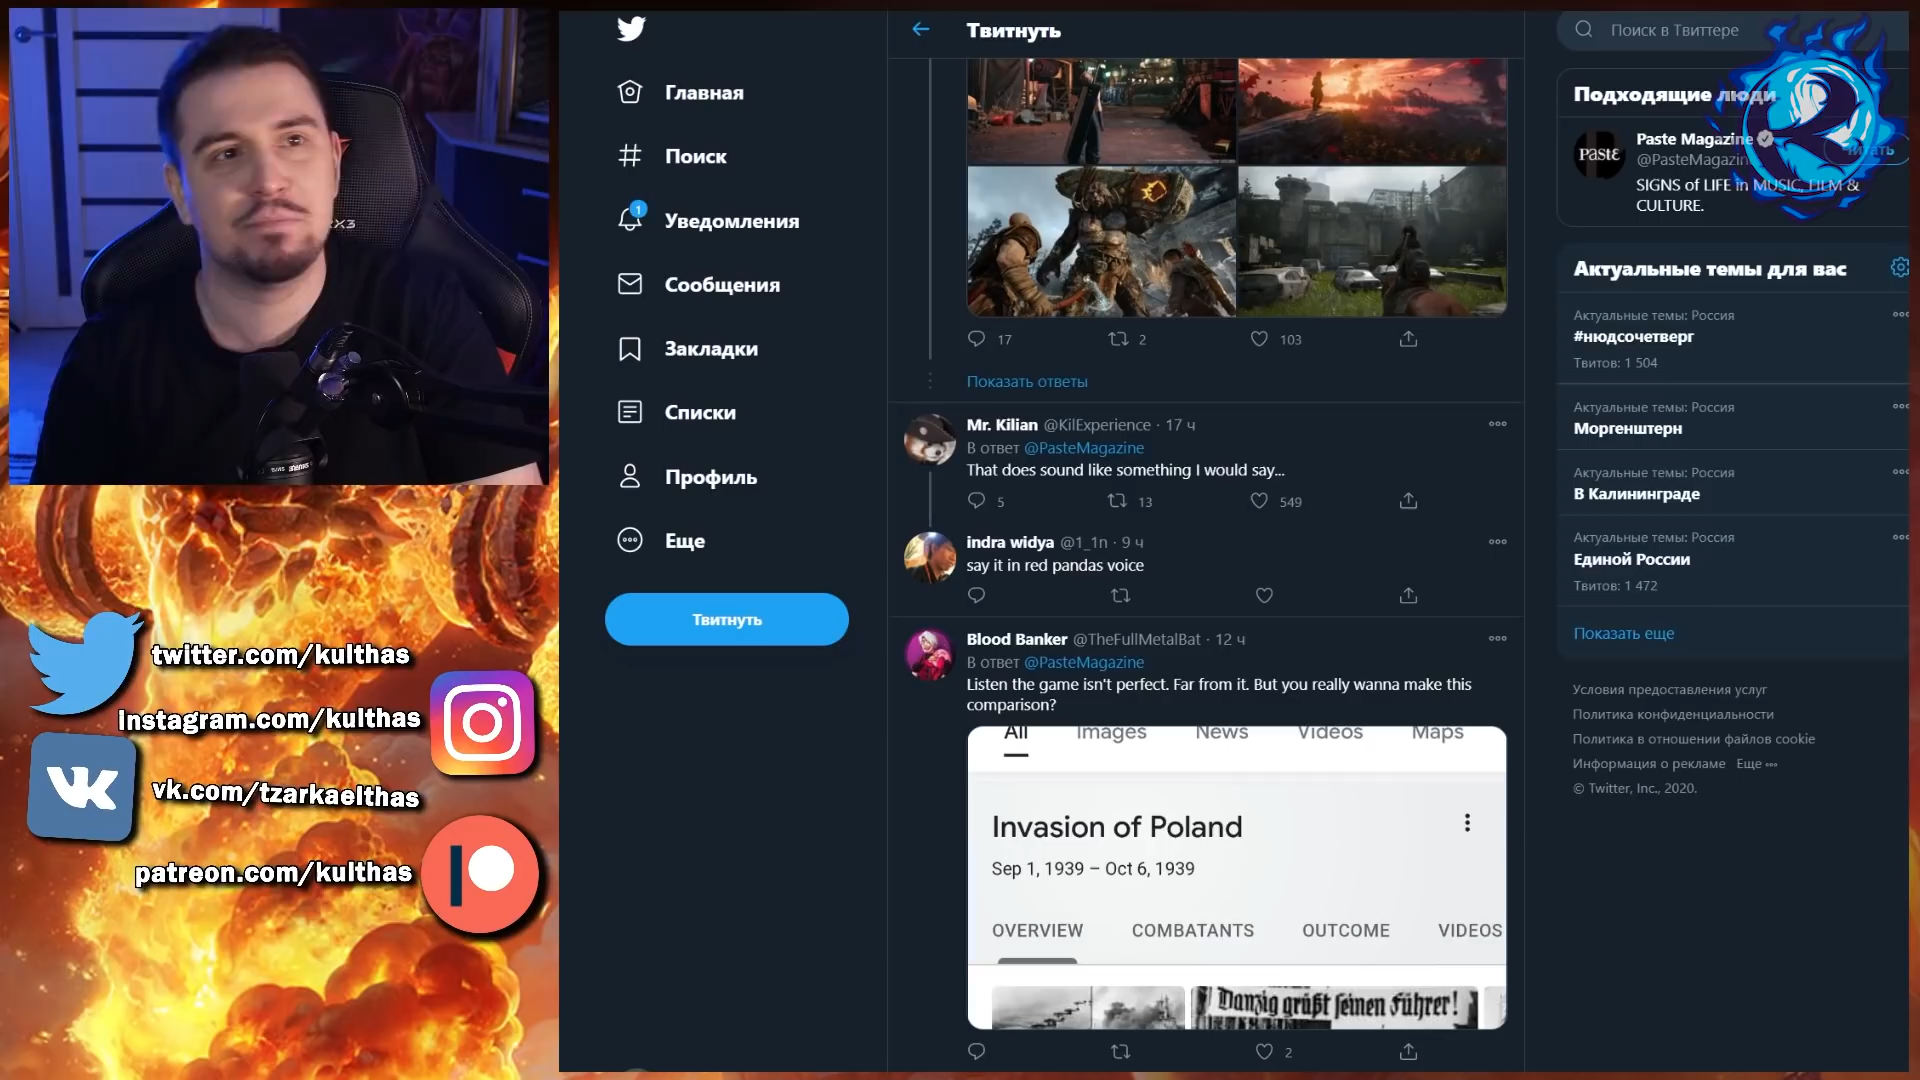 twitter.com/kulthas
instagram.com/kulthas
vk.com/tzarkaelthas
patreon.com/kulthas
Главная
Поиск
1
Уведомления
Сообщения
Закладки
Списки
Профиль
Еще
Твитнуть
Твитнуть
17
2
103
Показать ответы
Mr. Kilian @KilExperience · 17 ч
В ответ @PasteMagazine
That does sound like something I would say...
5
13
549
indra widya @1_1n · 9 ч
say it in red pandas voice
Blood Banker @TheFullMetalBat · 12 ч
В ответ @PasteMagazine
Listen the game isn't perfect. Far from it. But you really wanna make this
comparison?
All Images News Videos Maps
Invasion of Poland
Sep 1, 1939 – Oct 6, 1939
OVERVIEW COMBATANTS OUTCOME VIDEOS
Danzig grüßt seinen Führer!
2
Поиск в Твиттере
Подходящие люди
PASTE
Paste Magazine
@PasteMagazin
Читать
SIGNS of LIFE in MUSIC, FILM &
CULTURE.
Актуальные темы для вас
Актуальные темы: Россия
#нюдсочетверг
Твитов: 1 504
Актуальные темы: Россия
Моргенштерн
Актуальные темы: Россия
В Калининграде
Актуальные темы: Россия
Единой России
Твитов: 1 472
Показать еще
Условия предоставления услуг
Политика конфиденциальности
Политика в отношении файлов cookie
Информация о рекламе Еще
© Twitter, Inc., 2020.